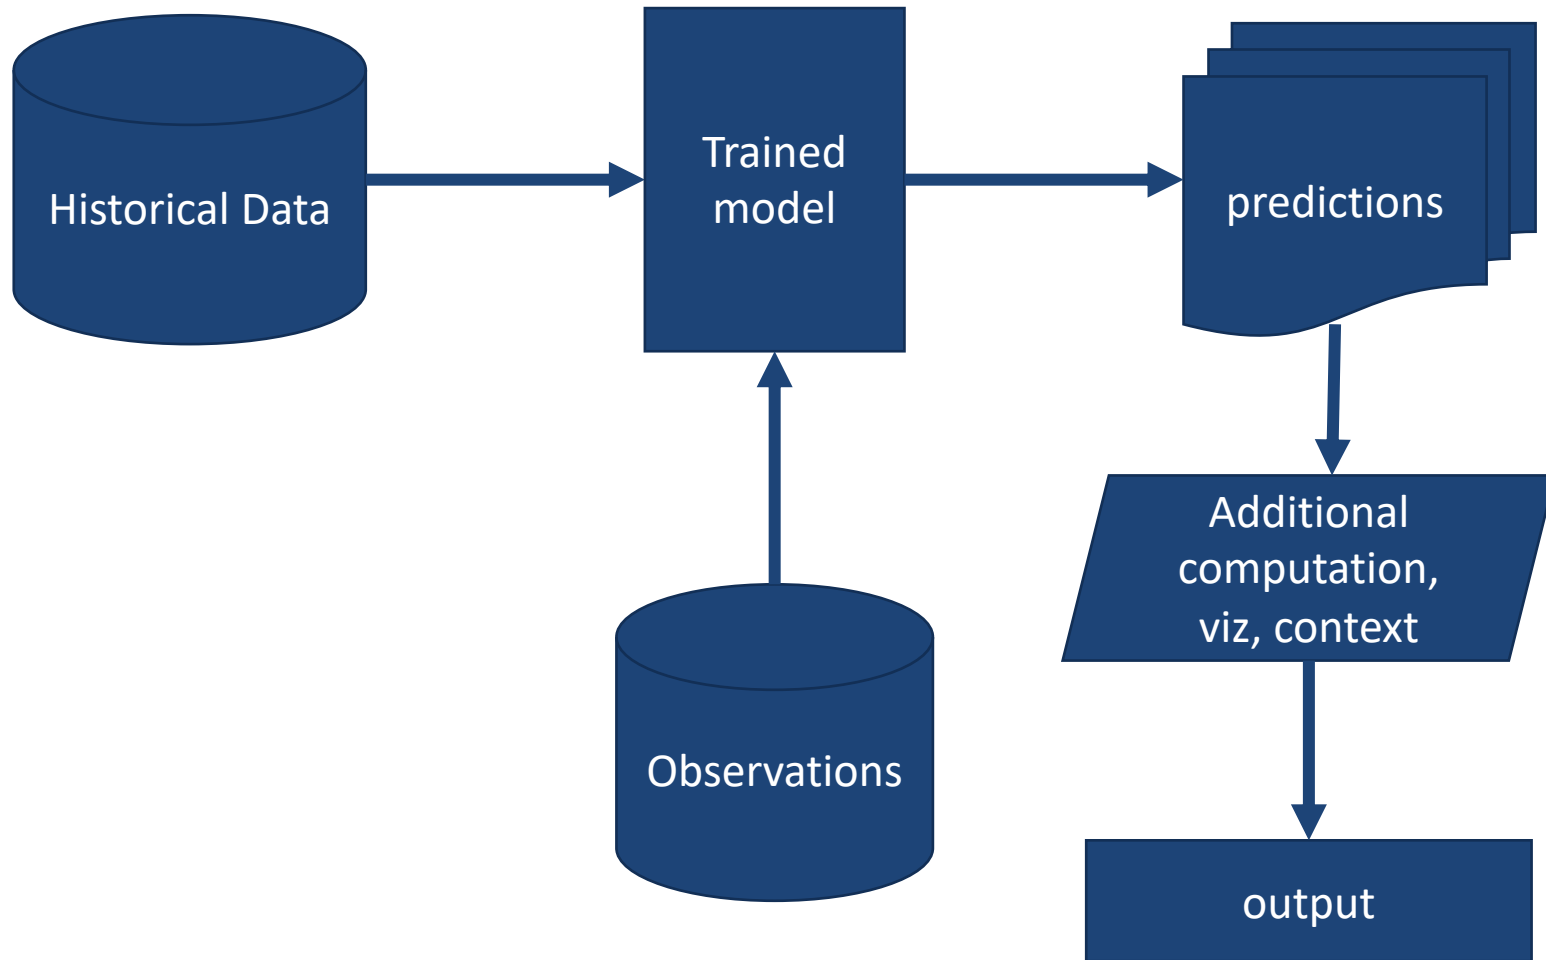 Historical Data
Trained
model
predictions
Additional
computation,
viz, context
Observations
output